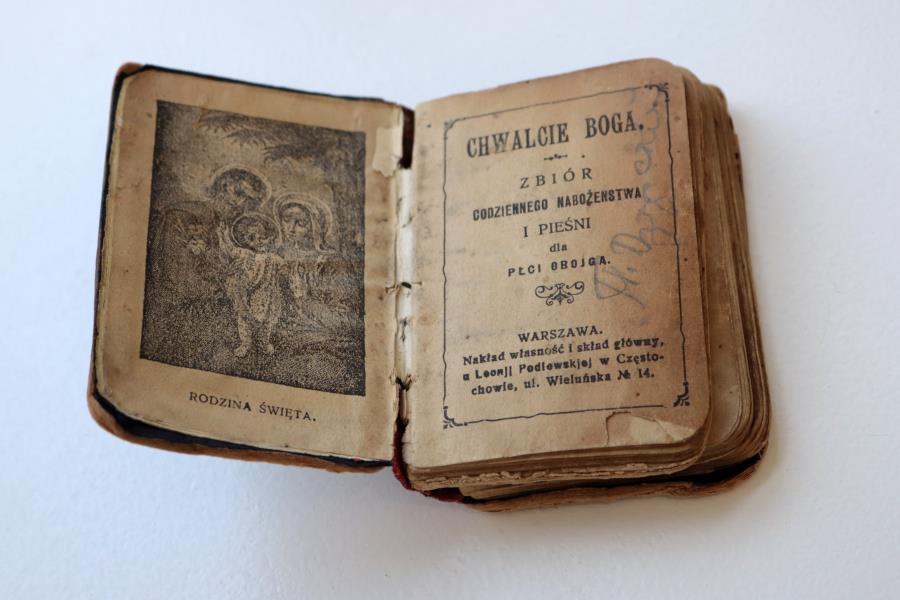 RODZINA ŚWIĘTA.
CHWALCIE BOGA.
ZBIÓR
CODZIENNEGO NABOŻEŃSTWA
I PIEŚNI
dla
PŁCI OBOJGA.
WARSZAWA.
Nakład własność i skład główny,
u Leonji Podlewskiej w Często-
chowie, ul. Wieluńska № 14.